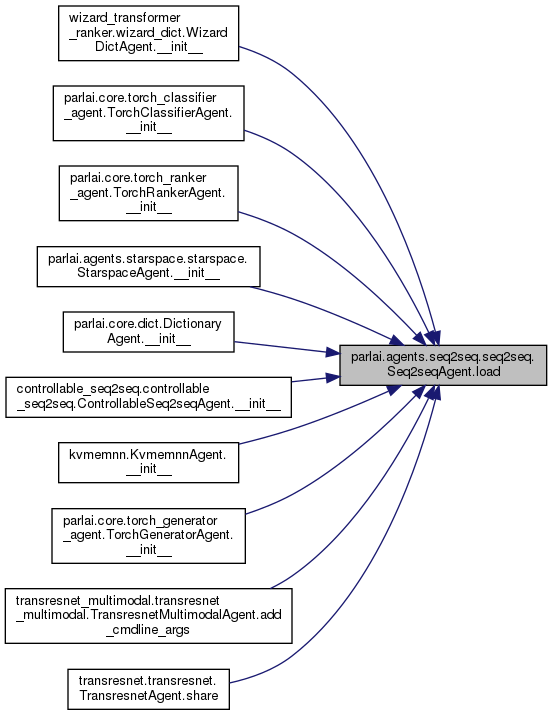 wizard_transformer
_ranker.wizard_dict.Wizard
DictAgent.__init__
parlai.core.torch_classifier
_agent.TorchClassifierAgent.
__init__
parlai.core.torch_ranker
_agent.TorchRankerAgent.
__init__
parlai.agents.starspace.starspace.
StarspaceAgent.__init__
parlai.core.dict.Dictionary
Agent.__init__
parlai.agents.seq2seq.seq2seq.
Seq2seqAgent.load
controllable_seq2seq.controllable
_seq2seq.ControllableSeq2seqAgent.__init__
kvmemnn.KvmemnnAgent.
__init__
parlai.core.torch_generator
_agent.TorchGeneratorAgent.
__init__
transresnet_multimodal.transresnet
_multimodal.TransresnetMultimodalAgent.add
_cmdline_args
transresnet.transresnet.
TransresnetAgent.share